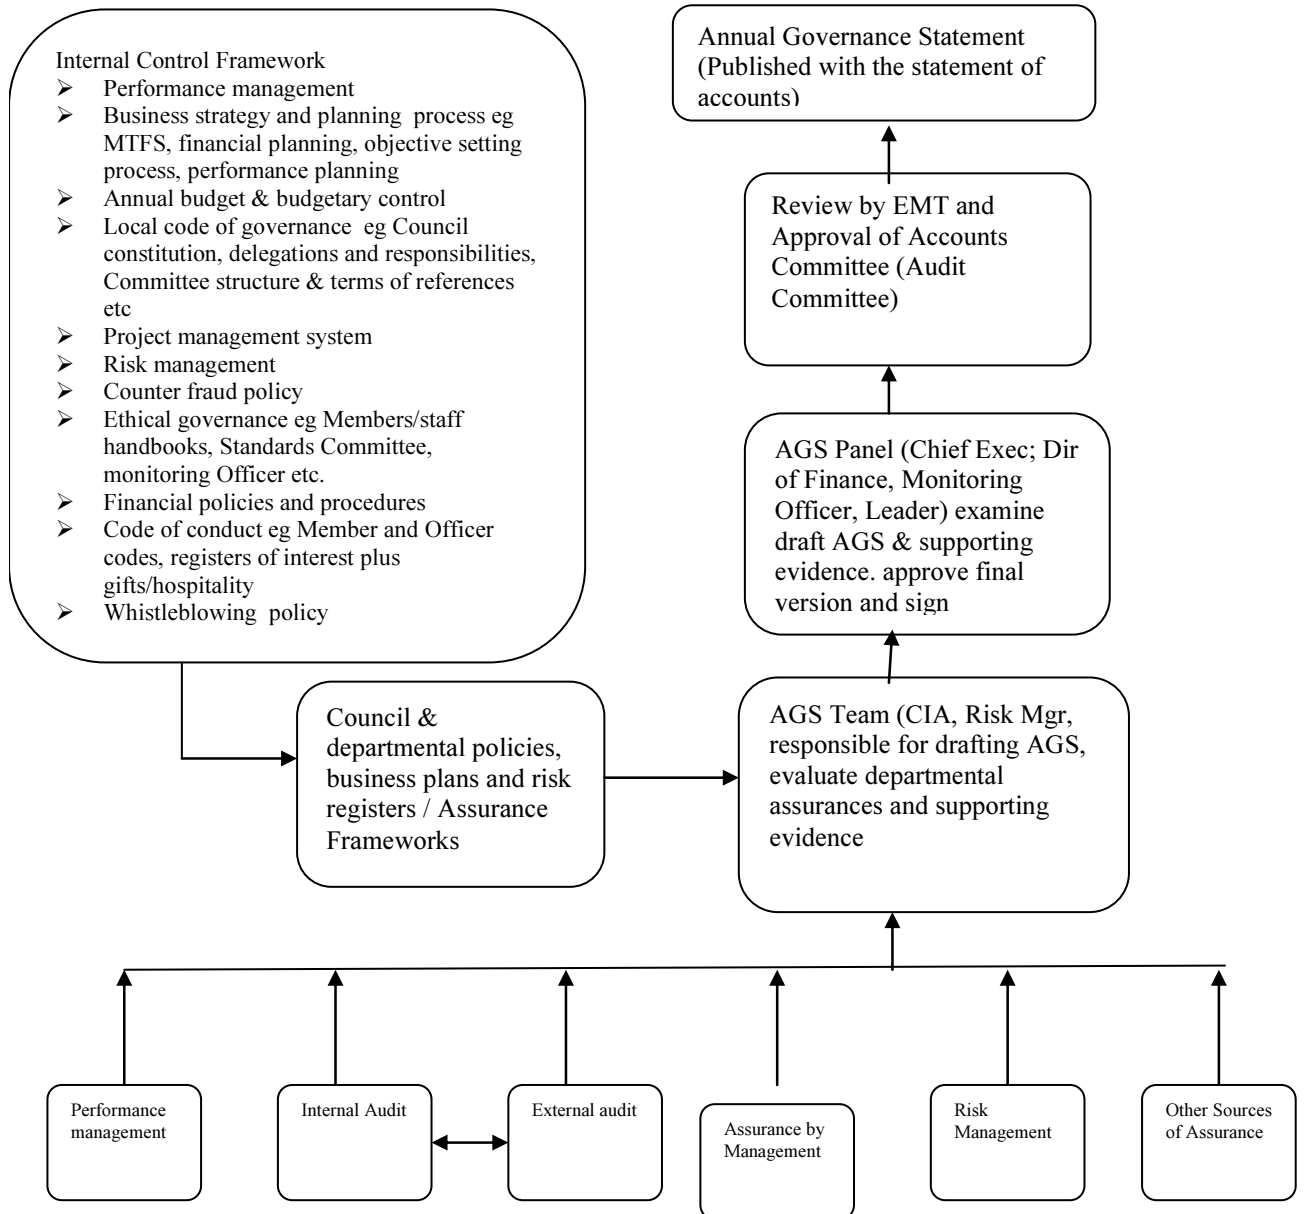 Internal Control Framework
➢ Performance management
➢ Business strategy and planning process eg
MTFS, financial planning, objective setting
process, performance planning
➢ Annual budget & budgetary control
➢ Local code of governance eg Council
constitution, delegations and responsibilities,
Committee structure & terms of references
etc
➢ Project management system
➢ Risk management
➢ Counter fraud policy
➢ Ethical governance eg Members/staff
handbooks, Standards Committee,
monitoring Officer etc.
➢ Financial policies and procedures
➢ Code of conduct eg Member and Officer
codes, registers of interest plus
gifts/hospitality
➢ Whistleblowing policy
Annual Governance Statement
(Published with the statement of
accounts)
Review by EMT and
Approval of Accounts
Committee (Audit
Committee)
AGS Panel (Chief Exec; Dir
of Finance, Monitoring
Officer, Leader) examine
draft AGS & supporting
evidence. approve final
version and sign
Council &
departmental policies,
business plans and risk
registers / Assurance
Frameworks
AGS Team (CIA, Risk Mgr,
responsible for drafting AGS,
evaluate departmental
assurances and supporting
evidence
Performance
management
Internal Audit
External audit
Assurance by
Management
Risk
Management
Other Sources
of Assurance